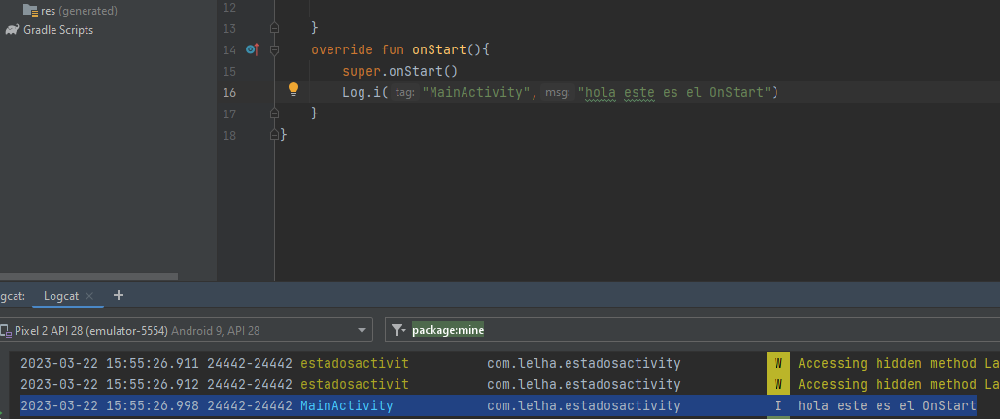 res (generated)
Gradle Scripts
12
13 }
14 override fun onStart(){
15 super.onStart()
16 Log.i( tag: "MainActivity", msg: "hola este es el OnStart")
17 }
18 }
gcat: Logcat × +
Pixel 2 API 28 (emulator-5554) Android 9, API 28
package:mine
2023-03-22 15:55:26.911 24442-24442 estadosactivit com.lelha.estadosactivity W Accessing hidden method La
2023-03-22 15:55:26.912 24442-24442 estadosactivit com.lelha.estadosactivity W Accessing hidden method La
2023-03-22 15:55:26.998 24442-24442 MainActivity com.lelha.estadosactivity I hola este es el OnStart